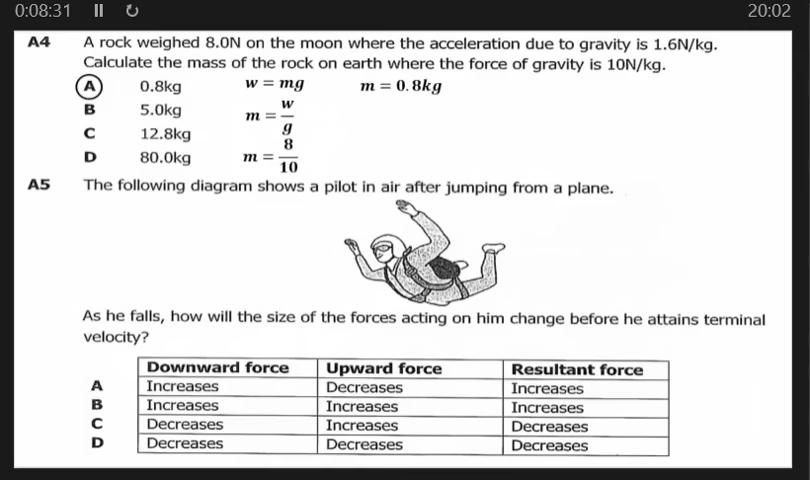 0:08:31
20:02
A4 A rock weighed 8.0N on the moon where the acceleration due to gravity is 1.6N/kg.
Calculate the mass of the rock on earth where the force of gravity is 10N/kg.
A 0.8kg w = mg m = 0.8kg
B 5.0kg m = w/g
C 12.8kg
D 80.0kg m = 8/10
A5 The following diagram shows a pilot in air after jumping from a plane.
As he falls, how will the size of the forces acting on him change before he attains terminal
velocity?
Downward force Upward force Resultant force
A Increases Decreases Increases
B Increases Increases Increases
C Decreases Increases Decreases
D Decreases Decreases Decreases